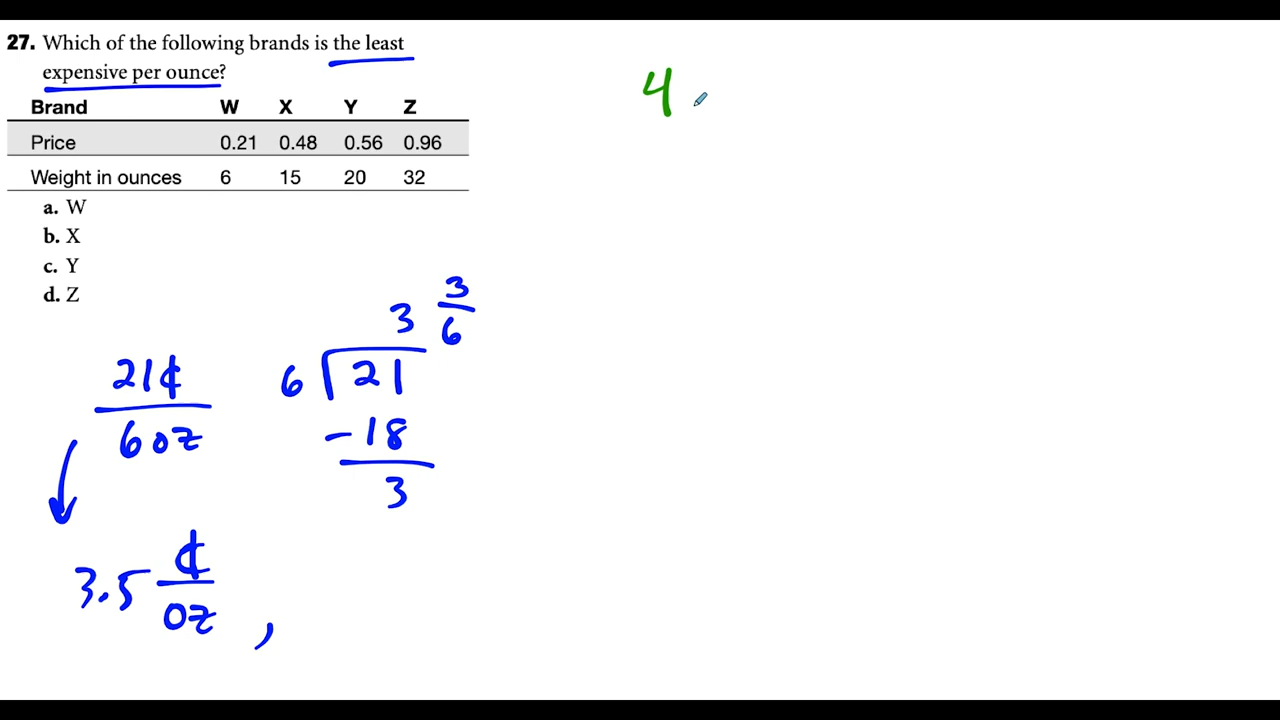 27. Which of the following brands is the least
expensive per ounce?
Brand W X Y Z
Price 0.21 0.48 0.56 0.96
Weight in ounces 6 15 20 32
a. W
b. X
c. Y
d. Z
21¢
6oz
3 3/6
6 21
-18
3
3.5 ¢/oz ,
4